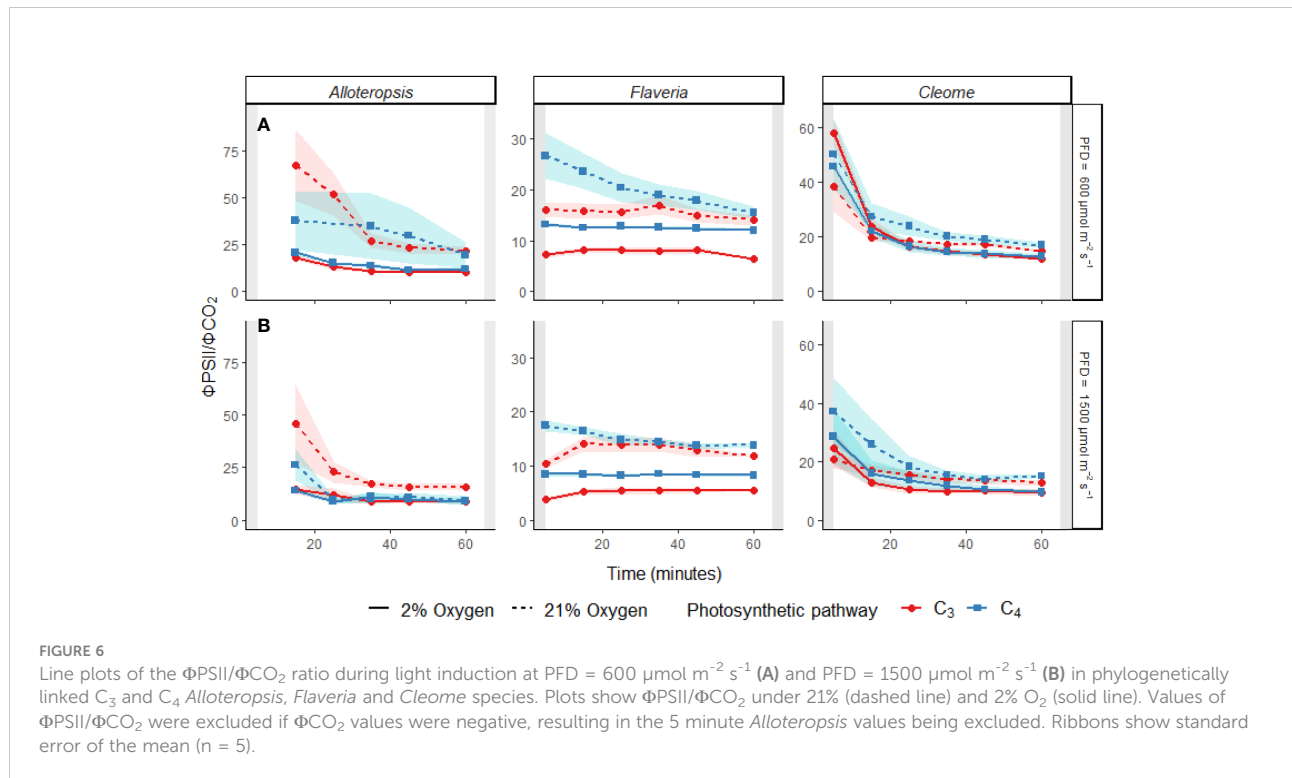 Alloteropsis
Flaveria
Cleome
A
75
50
25
0
30
20
10
0
60
40
20
0
PFD = 600 µmol m⁻² s⁻¹
B
75
50
25
0
30
20
10
0
60
40
20
0
PFD = 1500 µmol m⁻² s⁻¹
ΦPSII/ΦCO₂
20 40 60
20 40 60
20 40 60
Time (minutes)
2% Oxygen 21% Oxygen Photosynthetic pathway C₃ C₄
FIGURE 6
Line plots of the ΦPSII/ΦCO₂ ratio during light induction at PFD = 600 µmol m⁻² s⁻¹ (A) and PFD = 1500 µmol m⁻² s⁻¹ (B) in phylogenetically
linked C₃ and C₄ Alloteropsis, Flaveria and Cleome species. Plots show ΦPSII/ΦCO₂ under 21% (dashed line) and 2% O₂ (solid line). Values of
ΦPSII/ΦCO₂ were excluded if ΦCO₂ values were negative, resulting in the 5 minute Alloteropsis values being excluded. Ribbons show standard
error of the mean (n = 5).